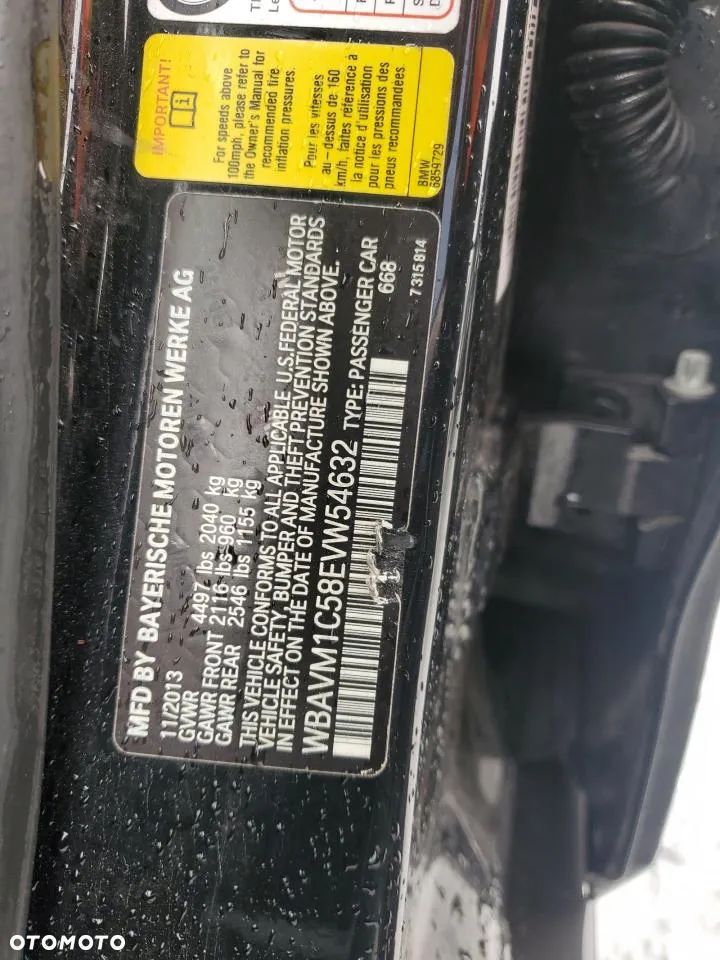 IMPORTANT!
For speeds above
100mph, please refer to
the Owner's Manual for
recommended tire
inflation pressures.
Pour les vitesses
au-dessus de 160
km/h, faites référence à
la notice d'utilisation
pour les pressions des
pneus recommandées.
BMW
6859729
MFD BY BAYERISCHE MOTOREN WERKE AG
11/2013
GVWR 4497 lbs 2040 kg
GAWR FRONT 2116 lbs 960 kg
GAWR REAR 2546 lbs 1155 kg
THIS VEHICLE CONFORMS TO ALL APPLICABLE U.S. FEDERAL MOTOR
VEHICLE SAFETY, BUMPER AND THEFT PREVENTION STANDARDS
IN EFFECT ON THE DATE OF MANUFACTURE SHOWN ABOVE.
WBAVM1C58EVW54632 TYPE: PASSENGER CAR
668
7 315 814
OTOMOTO